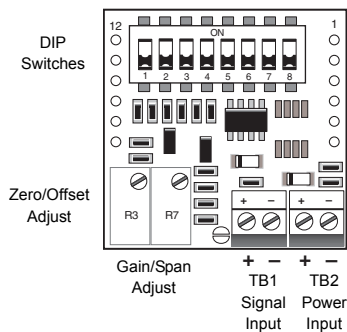 12
1
ON
DIP
Switches
1 2 3 4 5 6 7 8
Zero/Offset
Adjust
R3 R7
+ − + −
Gain/Span
Adjust
+ − + −
TB1 TB2
Signal Power
Input Input